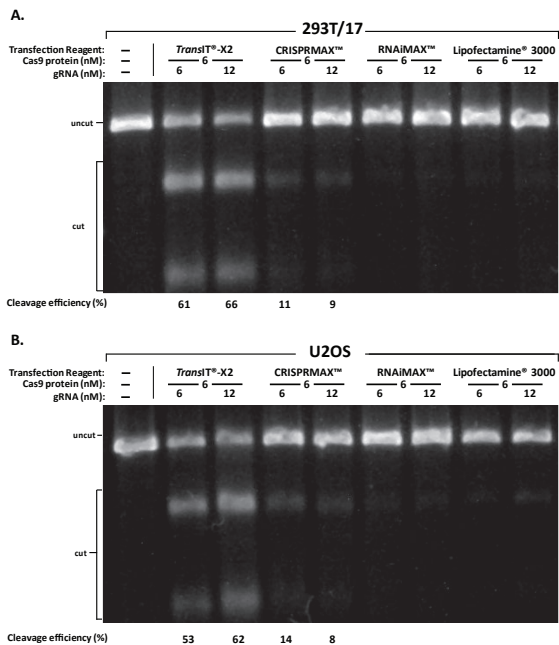 A.
293T/17
Transfection Reagent: – TransIT®-X2 CRISPRMAX™ RNAiMAX™ Lipofectamine® 3000
Cas9 protein (nM): – 6 6 6 6
gRNA (nM): – 6 12 6 12 6 12 6 12
uncut
cut
Cleavage efficiency (%) 61 66 11 9
B.
U2OS
Transfection Reagent: – TransIT®-X2 CRISPRMAX™ RNAiMAX™ Lipofectamine® 3000
Cas9 protein (nM): – 6 6 6 6
gRNA (nM): – 6 12 6 12 6 12 6 12
uncut
cut
Cleavage efficiency (%) 53 62 14 8